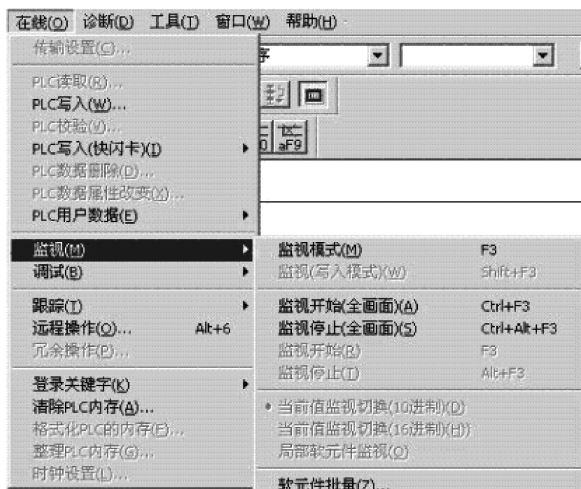 在线(O) 诊断(D) 工具(T) 窗口(W) 帮助(H)
传输设置(C)...
PLC读取(R)...
PLC写入(W)...
PLC校验(V)...
PLC写入(快闪卡)(I)
PLC数据删除(D)...
PLC数据属性改变(X)...
PLC用户数据(E)
监视(M)
调试(B)
跟踪(T)
远程操作(O)... Alt+6
冗余操作(P)...
登录关键字(K)
清除PLC内存(A)...
格式化PLC的内存(F)...
整理PLC内存(G)...
时钟设置(L)...
序
0 aF9
监视模式(M) F3
监视(写入模式)(W) Shift+F3
监视开始(全画面)(A) Ctrl+F3
监视停止(全画面)(S) Ctrl+Alt+F3
监视开始(R) F3
监视停止(T) Alt+F3
当前值监视切换(10进制)(D)
当前值监视切换(16进制)(H))
局部软元件监视(O)
软元件批量(Z)...